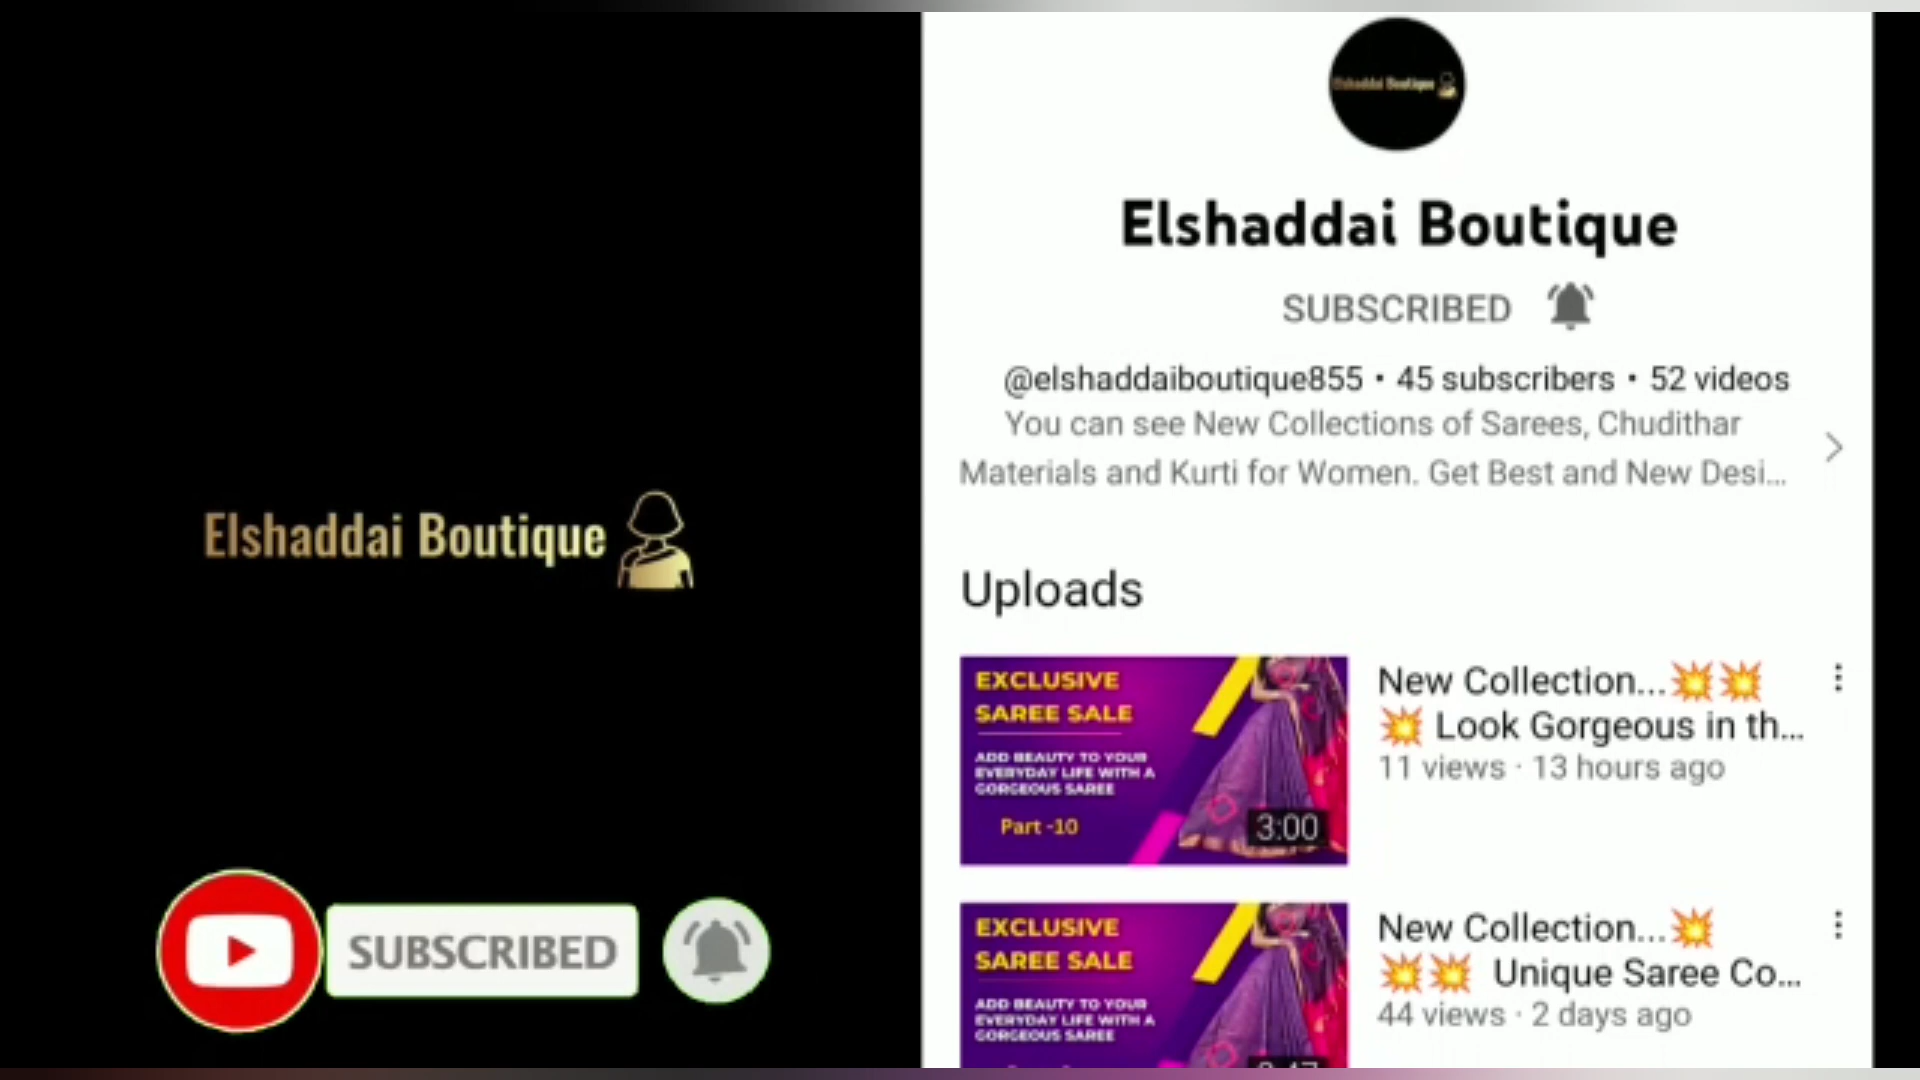 Elshaddai Boutique
SUBSCRIBED
Elshaddai Boutique
Elshaddai Boutique
SUBSCRIBED
@elshaddaiboutique855 • 45 subscribers • 52 videos
You can see New Collections of Sarees, Chudithar
Materials and Kurti for Women. Get Best and New Desi...
Uploads
EXCLUSIVE
SAREE SALE
ADD BEAUTY TO YOUR
EVERYDAY LIFE WITH A
GORGEOUS SAREE
Part -10
3:00
New Collection...💥💥
💥 Look Gorgeous in th...
11 views · 13 hours ago
EXCLUSIVE
SAREE SALE
ADD BEAUTY TO YOUR
EVERYDAY LIFE WITH A
GORGEOUS SAREE
New Collection...💥
💥💥 Unique Saree Co...
44 views · 2 days ago